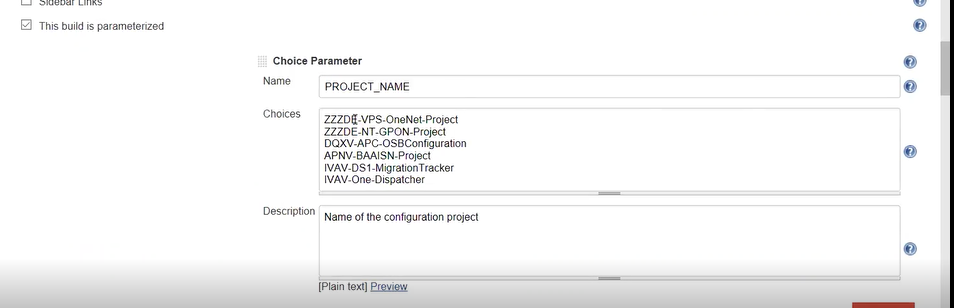 Sidebar Links
This build is parameterized
Choice Parameter
Name
PROJECT_NAME
Choices
ZZZDE-VPS-OneNet-Project
ZZZDE-NT-GPON-Project
DQXV-APC-OSBConfiguration
APNV-BAAISN-Project
IVAV-DS1-MigrationTracker
IVAV-One-Dispatcher
Description
Name of the configuration project
[Plain text] Preview